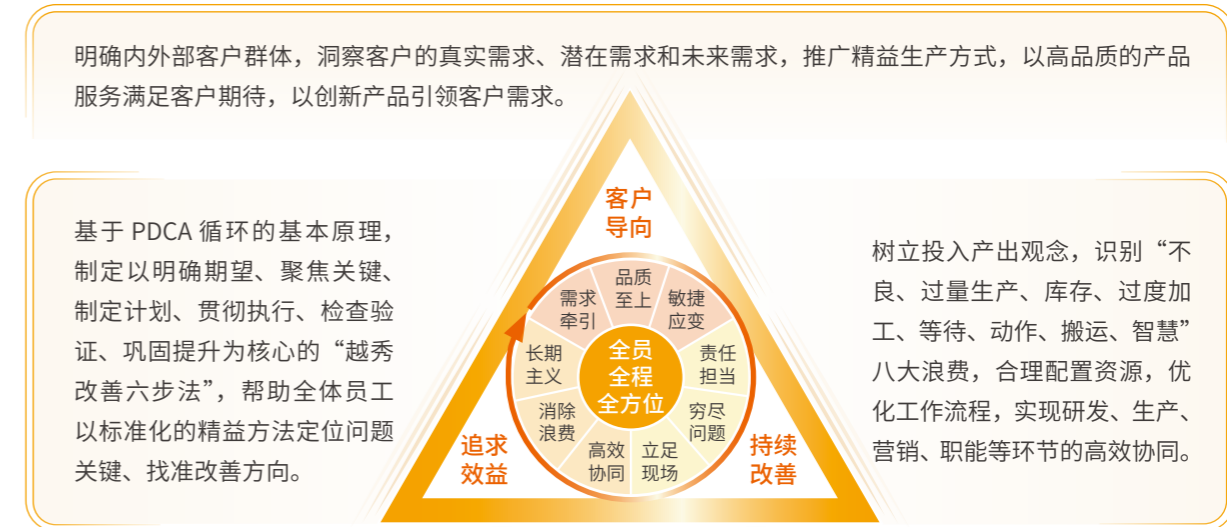 明确内外部客户群体，洞察客户的真实需求、潜在需求和未来需求，推广精益生产方式，以高品质的产品
服务满足客户期待，以创新产品引领客户需求。
基于 PDCA 循环的基本原理，
制定以明确期望、聚焦关键、
制定计划、贯彻执行、检查验
证、巩固提升为核心的“越秀
改善六步法”，帮助全体员工
以标准化的精益方法定位问题
关键、找准改善方向。
客户
导向
品质
至上
敏捷
应变
责任
担当
穷尽
问题
立足
现场
高效
协同
消除
浪费
长期
主义
需求
牵引
全员
全程
全方位
追求
效益
持续
改善
树立投入产出观念，识别“不
良、过量生产、库存、过度加
工、等待、动作、搬运、智慧”
八大浪费，合理配置资源，优
化工作流程，实现研发、生产、
营销、职能等环节的高效协同。